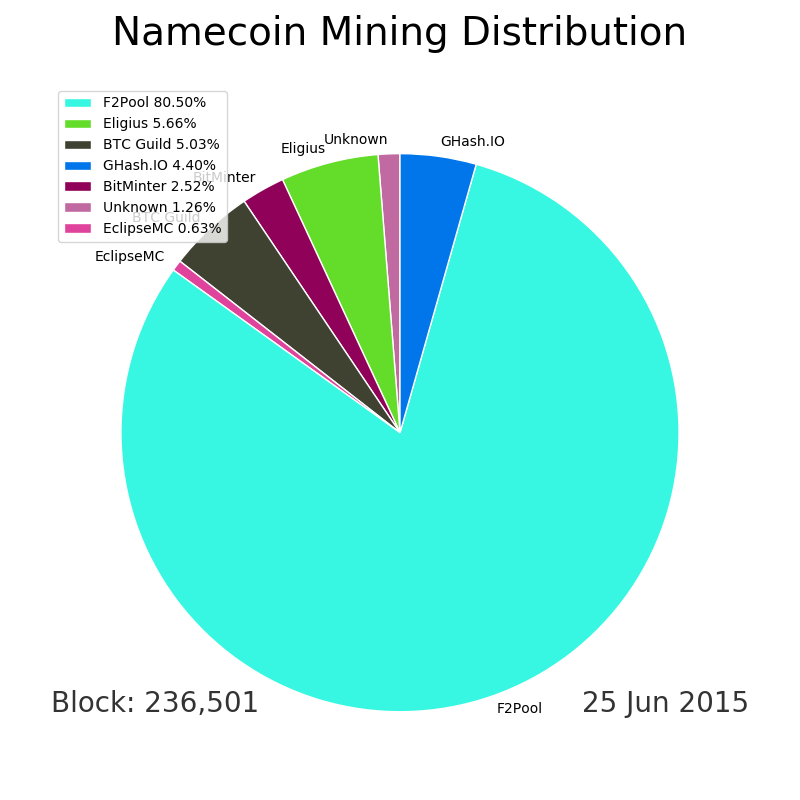 Namecoin Mining Distribution
F2Pool 80.50%
Eligius 5.66%
BTC Guild 5.03%
GHash.IO 4.40%
BitMinter 2.52%
Unknown 1.26%
EclipseMC 0.63%
GHash.IO
Unknown
Eligius
BitMinter
BTC Guild
EclipseMC
F2Pool
Block: 236,501
25 Jun 2015